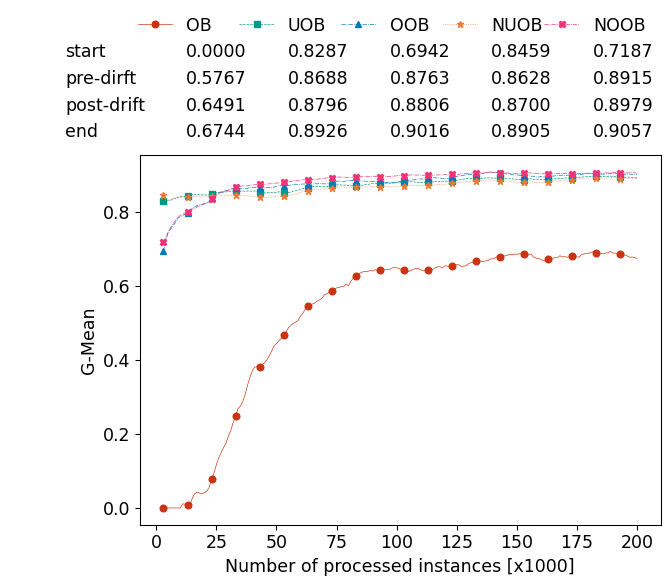 OB UOB OOB NUOB NOOB
start 0.0000 0.8287 0.6942 0.8459 0.7187
pre-dirft 0.5767 0.8688 0.8763 0.8628 0.8915
post-drift 0.6491 0.8796 0.8806 0.8700 0.8979
end 0.6744 0.8926 0.9016 0.8905 0.9057
G-Mean
0.8
0.6
0.4
0.2
0.0
0 25 50 75 100 125 150 175 200
Number of processed instances [x1000]